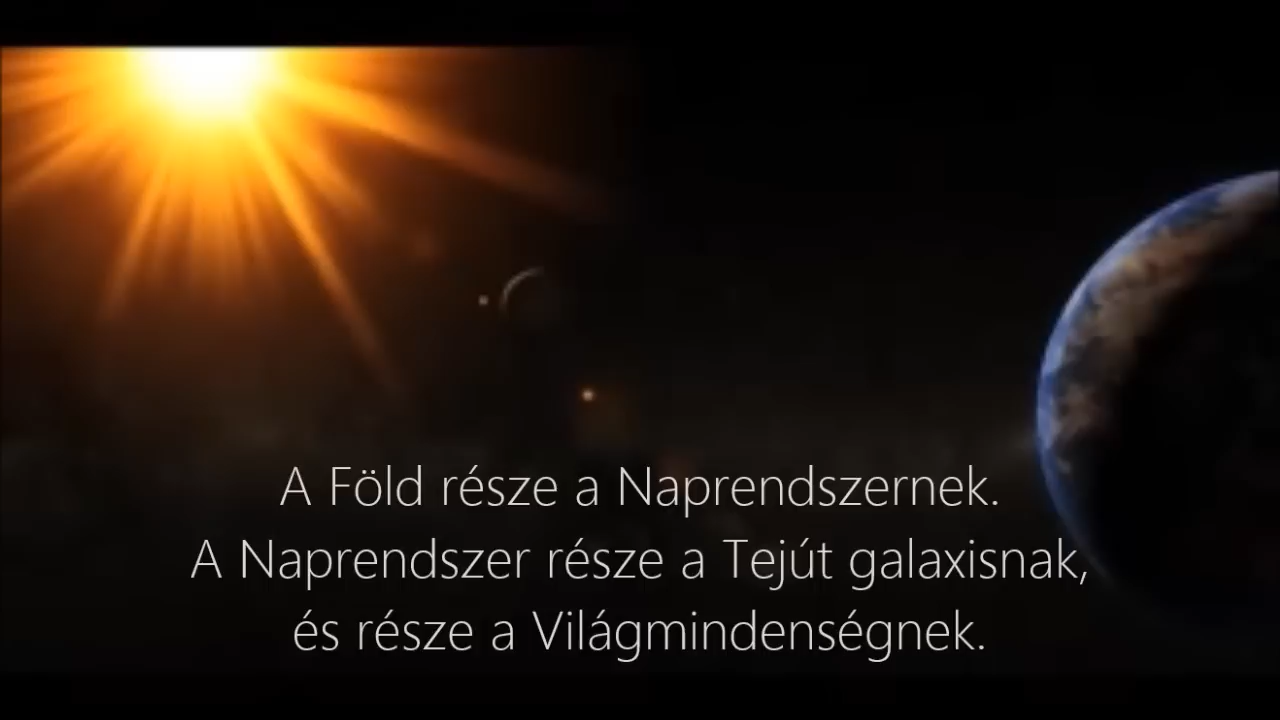 A Föld része a Naprendszernek.
A Naprendszer része a Tejút galaxisnak,
és része a Világmindenségnek.